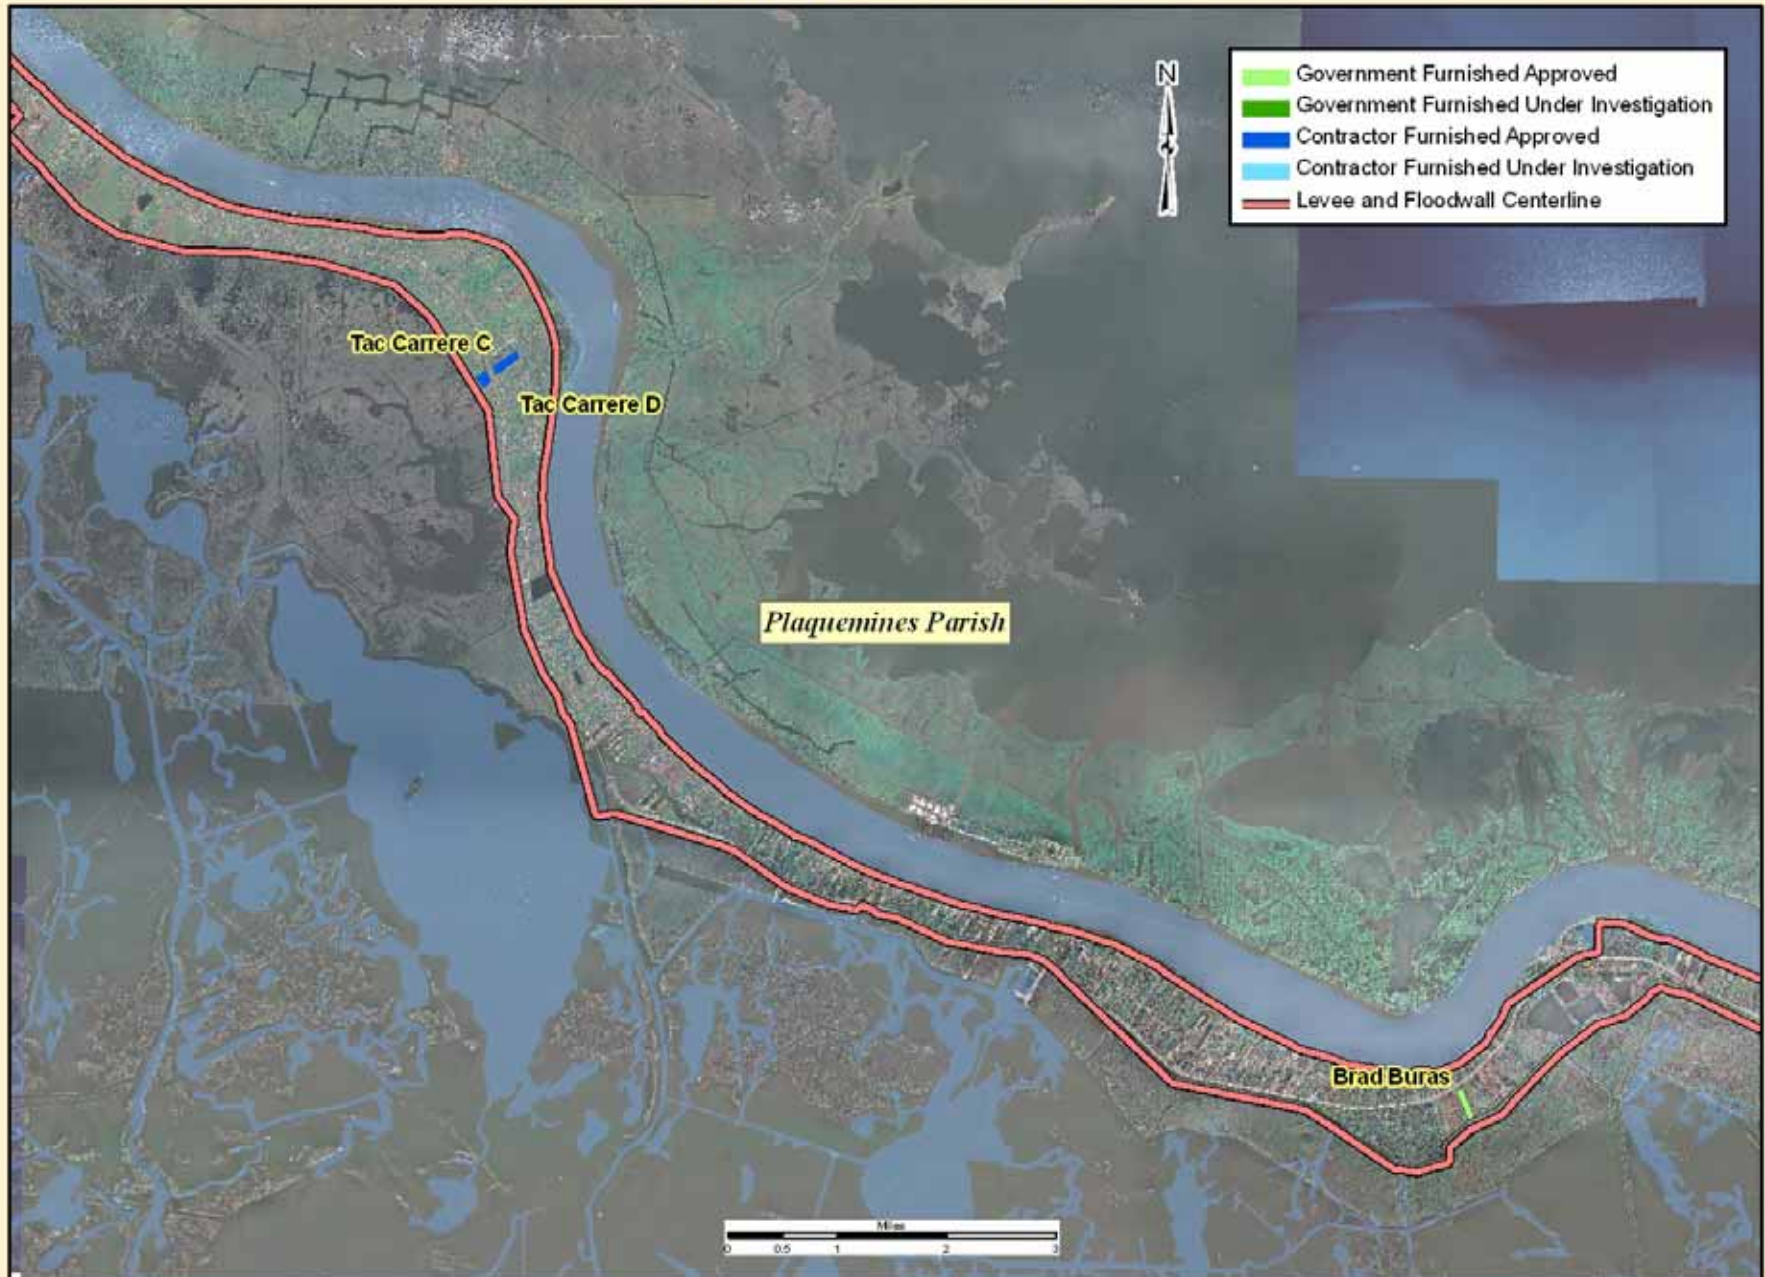 N
Government Furnished Approved
Government Furnished Under Investigation
Contractor Furnished Approved
Contractor Furnished Under Investigation
Levee and Floodwall Centerline
Tac Carrere C
Tac Carrere D
Plaquemines Parish
Brad Buras
Miles
0 0.5 1 2 3